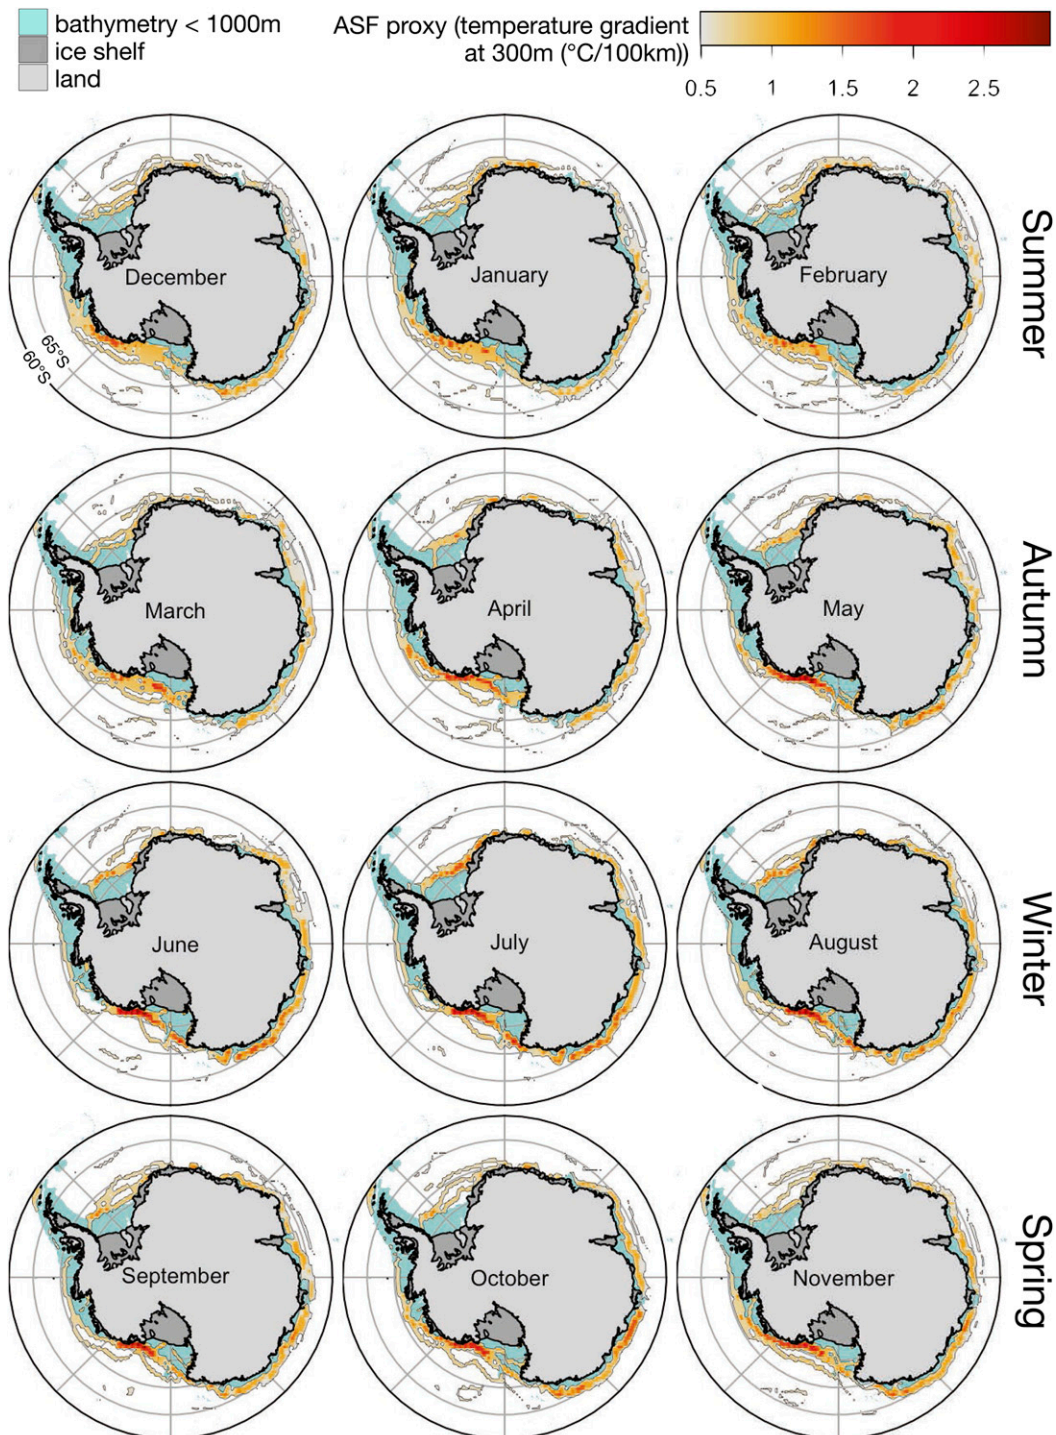 bathymetry < 1000m
ice shelf
land
ASF proxy (temperature gradient
at 300m (°C/100km))
0.5 1 1.5 2 2.5
December
January
February
Summer
65°S
60°S
March
April
May
Autumn
June
July
August
Winter
September
October
November
Spring